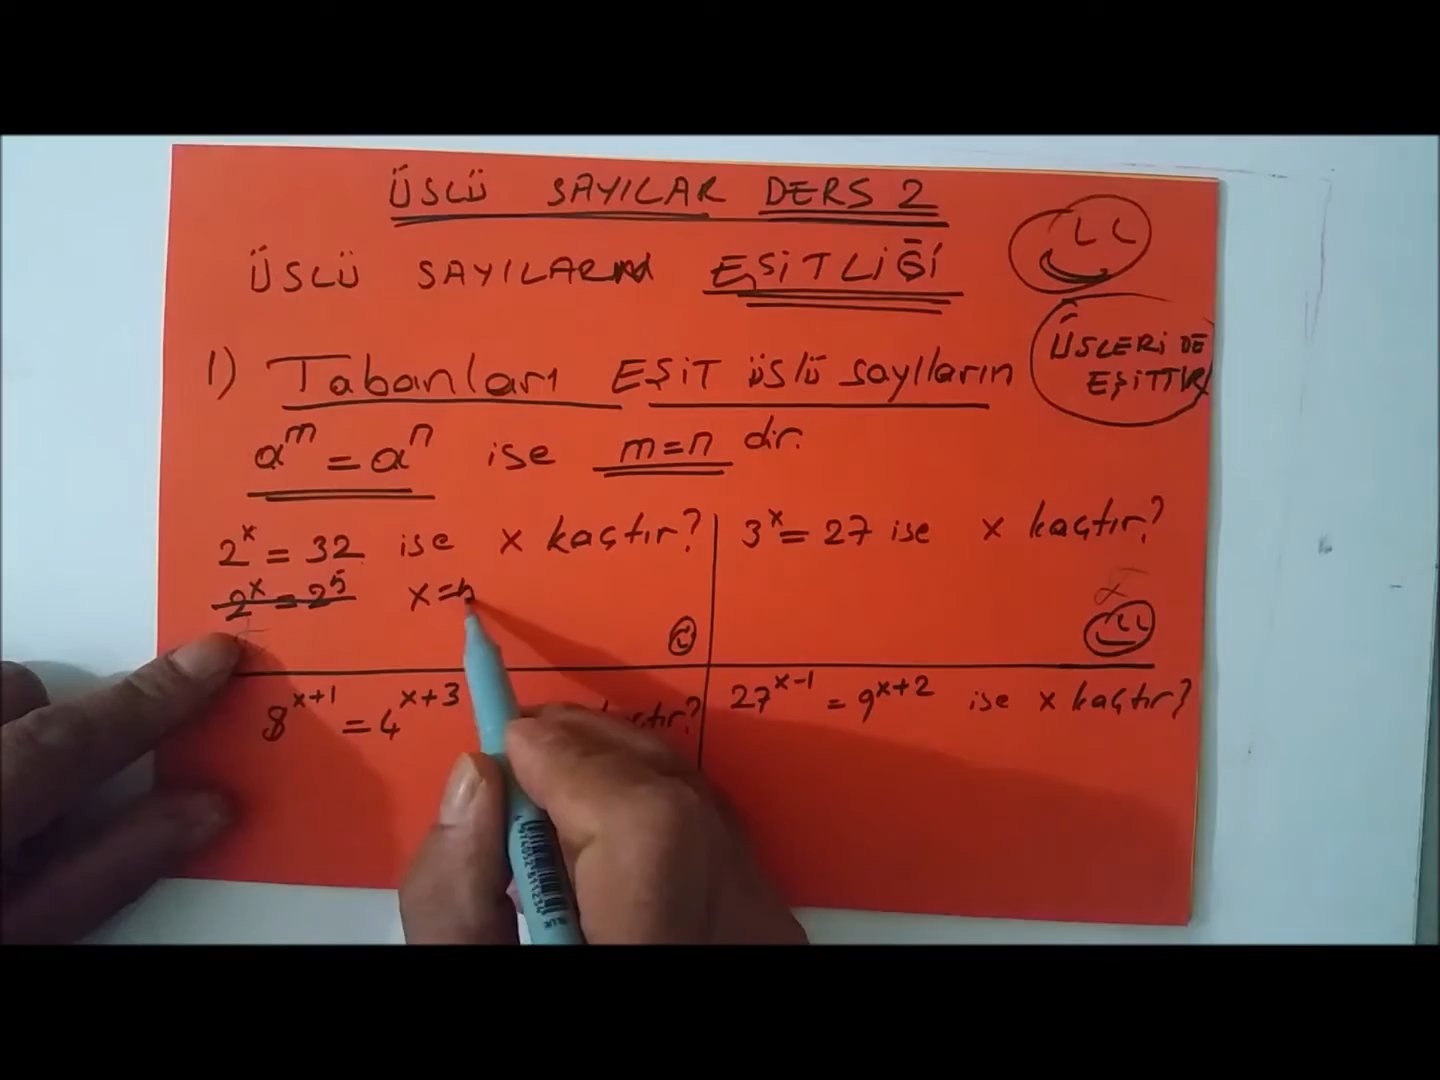 ÜSLÜ SAYILAR DERS 2
ÜSLÜ SAYILARIN EŞİTLİĞİ
1) Tabanları EŞİT üslü sayılların
ÜSLERİ DE
EŞİTTİR
a^m = a^n ise m=n dir.
2^x = 32 ise x kaçtır?
2^x = 2^5 x=5
3^x = 27 ise x kaçtır?
8^x+1 = 4^x+3
27^x-1 = 9^x+2 ise x kaçtır?